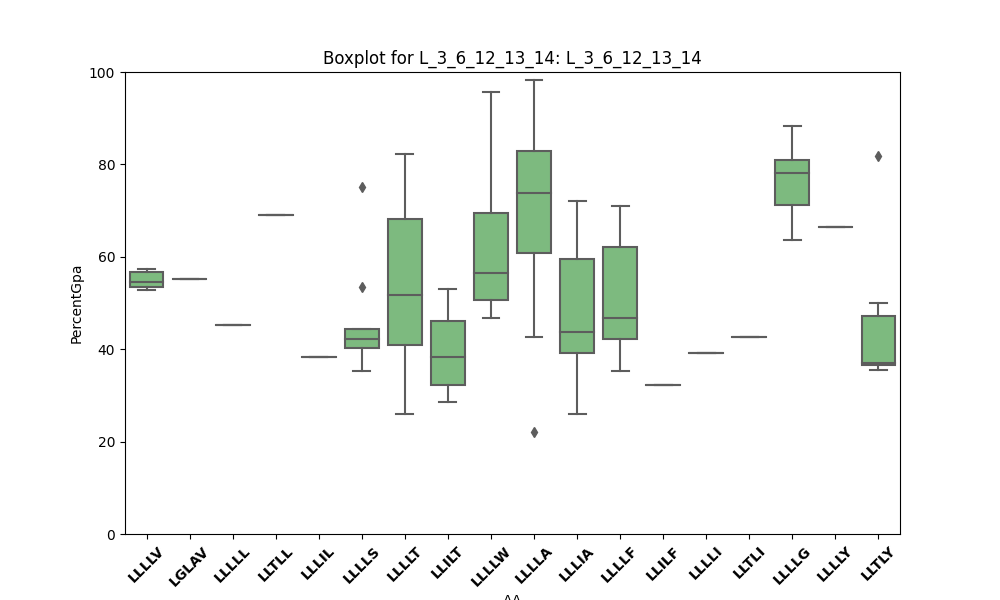 Boxplot for L_3_6_12_13_14: L_3_6_12_13_14
100
80
60
40
20
0
PercentGpa
LLLLV LGLAV LLLLL LLTLL LLLIL LLLLS LLLLT LLILT LLLLW LLLLA LLLIA LLLLF LLILF LLLLI LLTLI LLLLG LLLLY LLTLY
AA